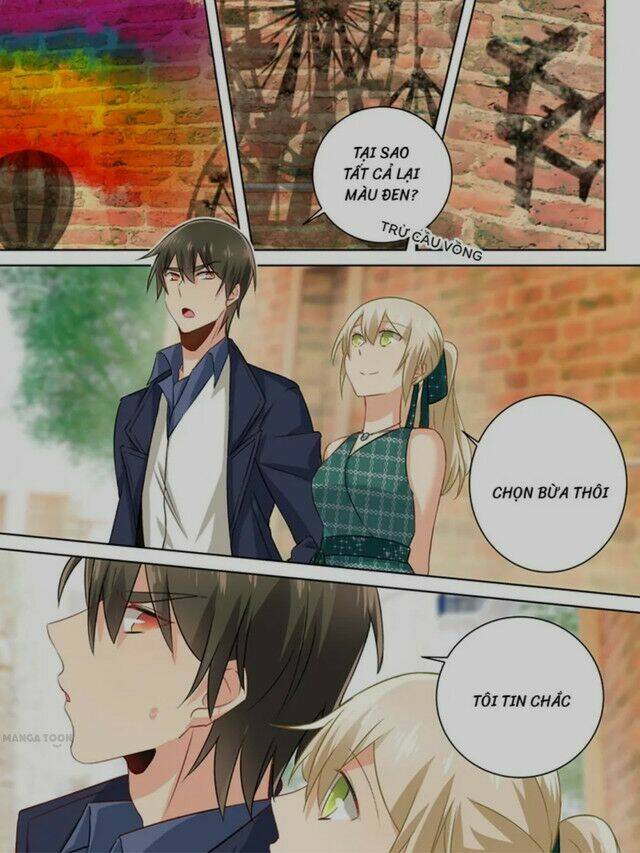 TẠI SAO
TẤT CẢ LẠI
MÀU ĐEN?
TRỪ CẦU VỒNG
CHỌN BỪA THÔI
TÔI TIN CHẮC
MANGA TOON